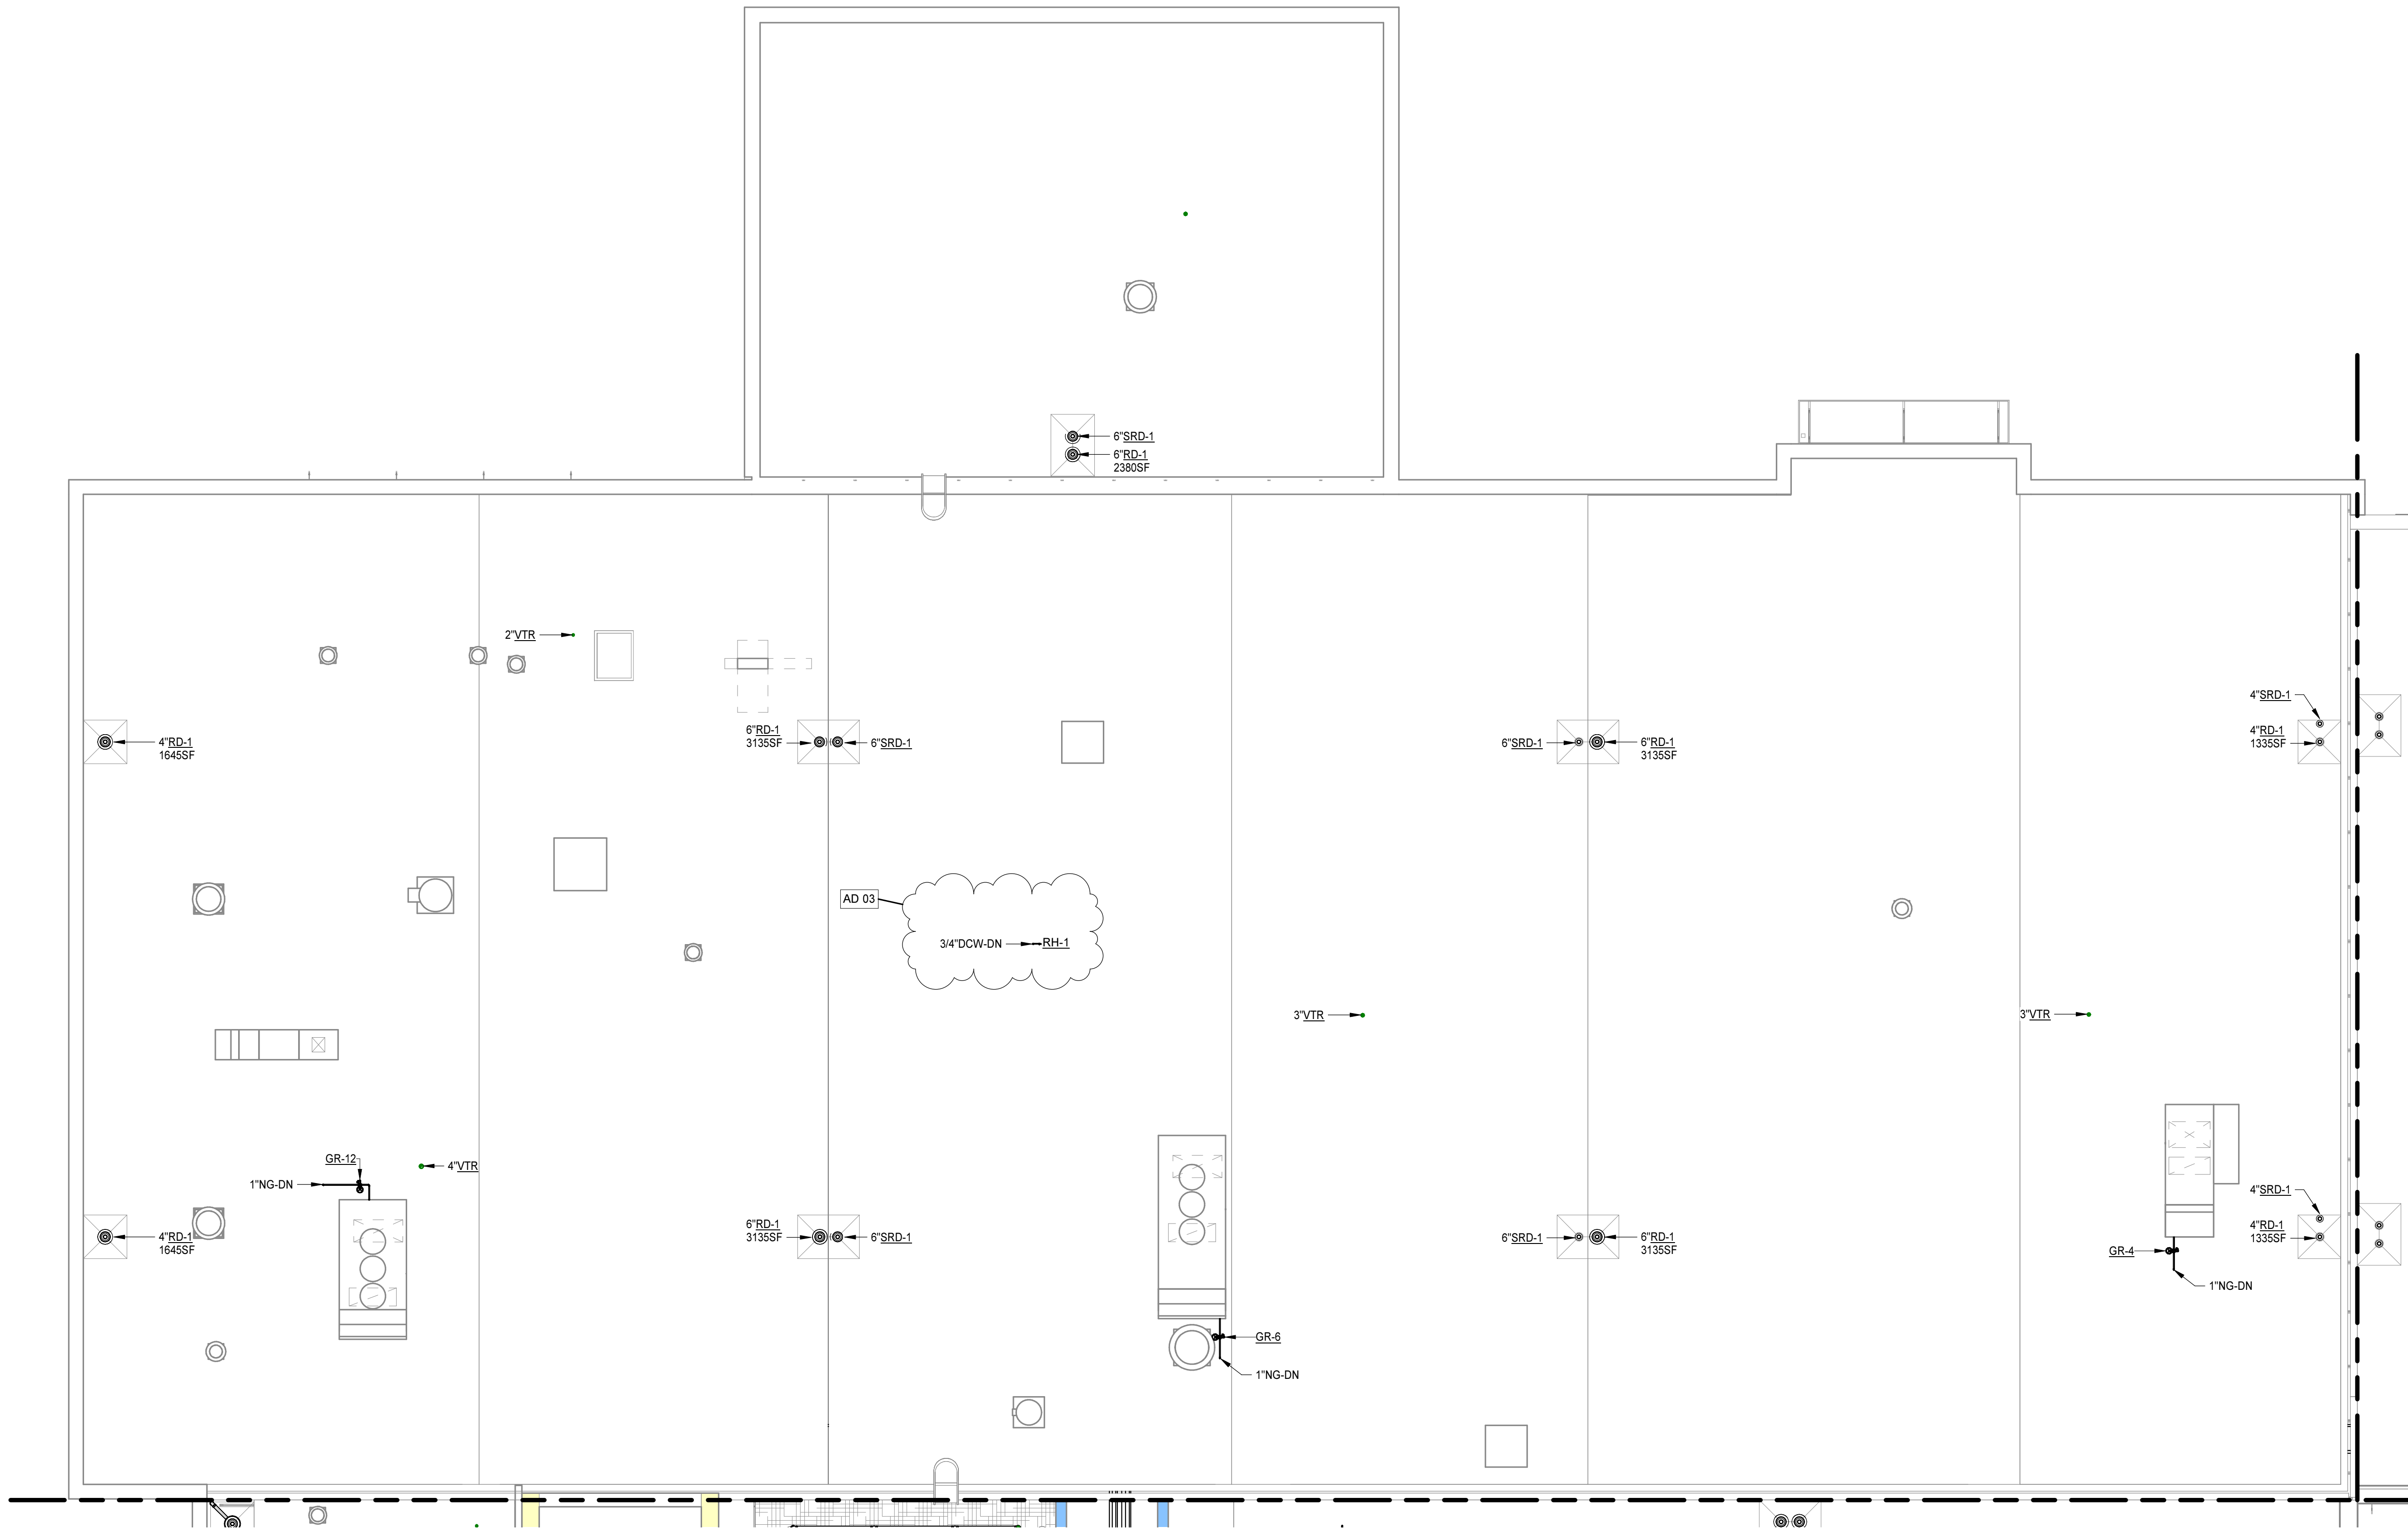 6"SRD-1
6"RD-1
2380SF
2"VTR
4"SRD-1
6"RD-1
3135SF
4"RD-1
1645SF
6"SRD-1
6"SRD-1
6"RD-1
3135SF
4"RD-1
1335SF
AD 03
3/4"DCW-DN
RH-1
3"VTR
3"VTR
GR-12
4"VTR
1"NG-DN
4"SRD-1
6"RD-1
3135SF
4"RD-1
1645SF
6"SRD-1
6"SRD-1
6"RD-1
3135SF
4"RD-1
1335SF
GR-4
1"NG-DN
GR-6
1"NG-DN